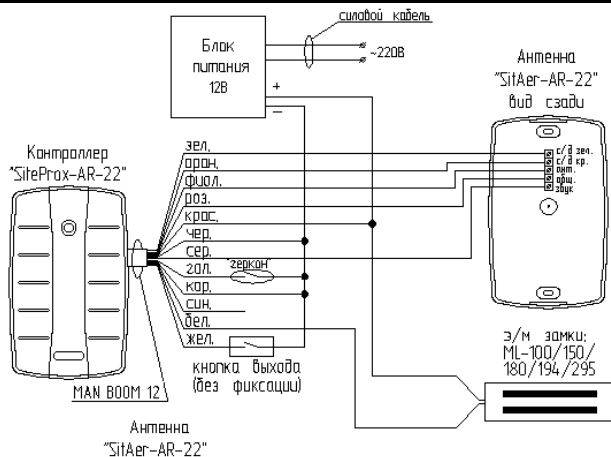 силовой кабель
Блок
питания
12В
~220В
+
−
Антенна
"SitAer-AR-22"
вид сзади
Контроллер
"SiteProx-AR-22"
зел.
оран.
фиол.
роз.
крас.
чер.
сер.
гол.
кор.
син.
бел.
жел.
"геркон"
с/д зел.
с/д кр.
ант.
общ.
звук
кнопка выхода
(без фиксации)
MAN BOOM 12
Антенна
"SitAer-AR-22"
э/м замки:
ML-100/150/
180/194/295